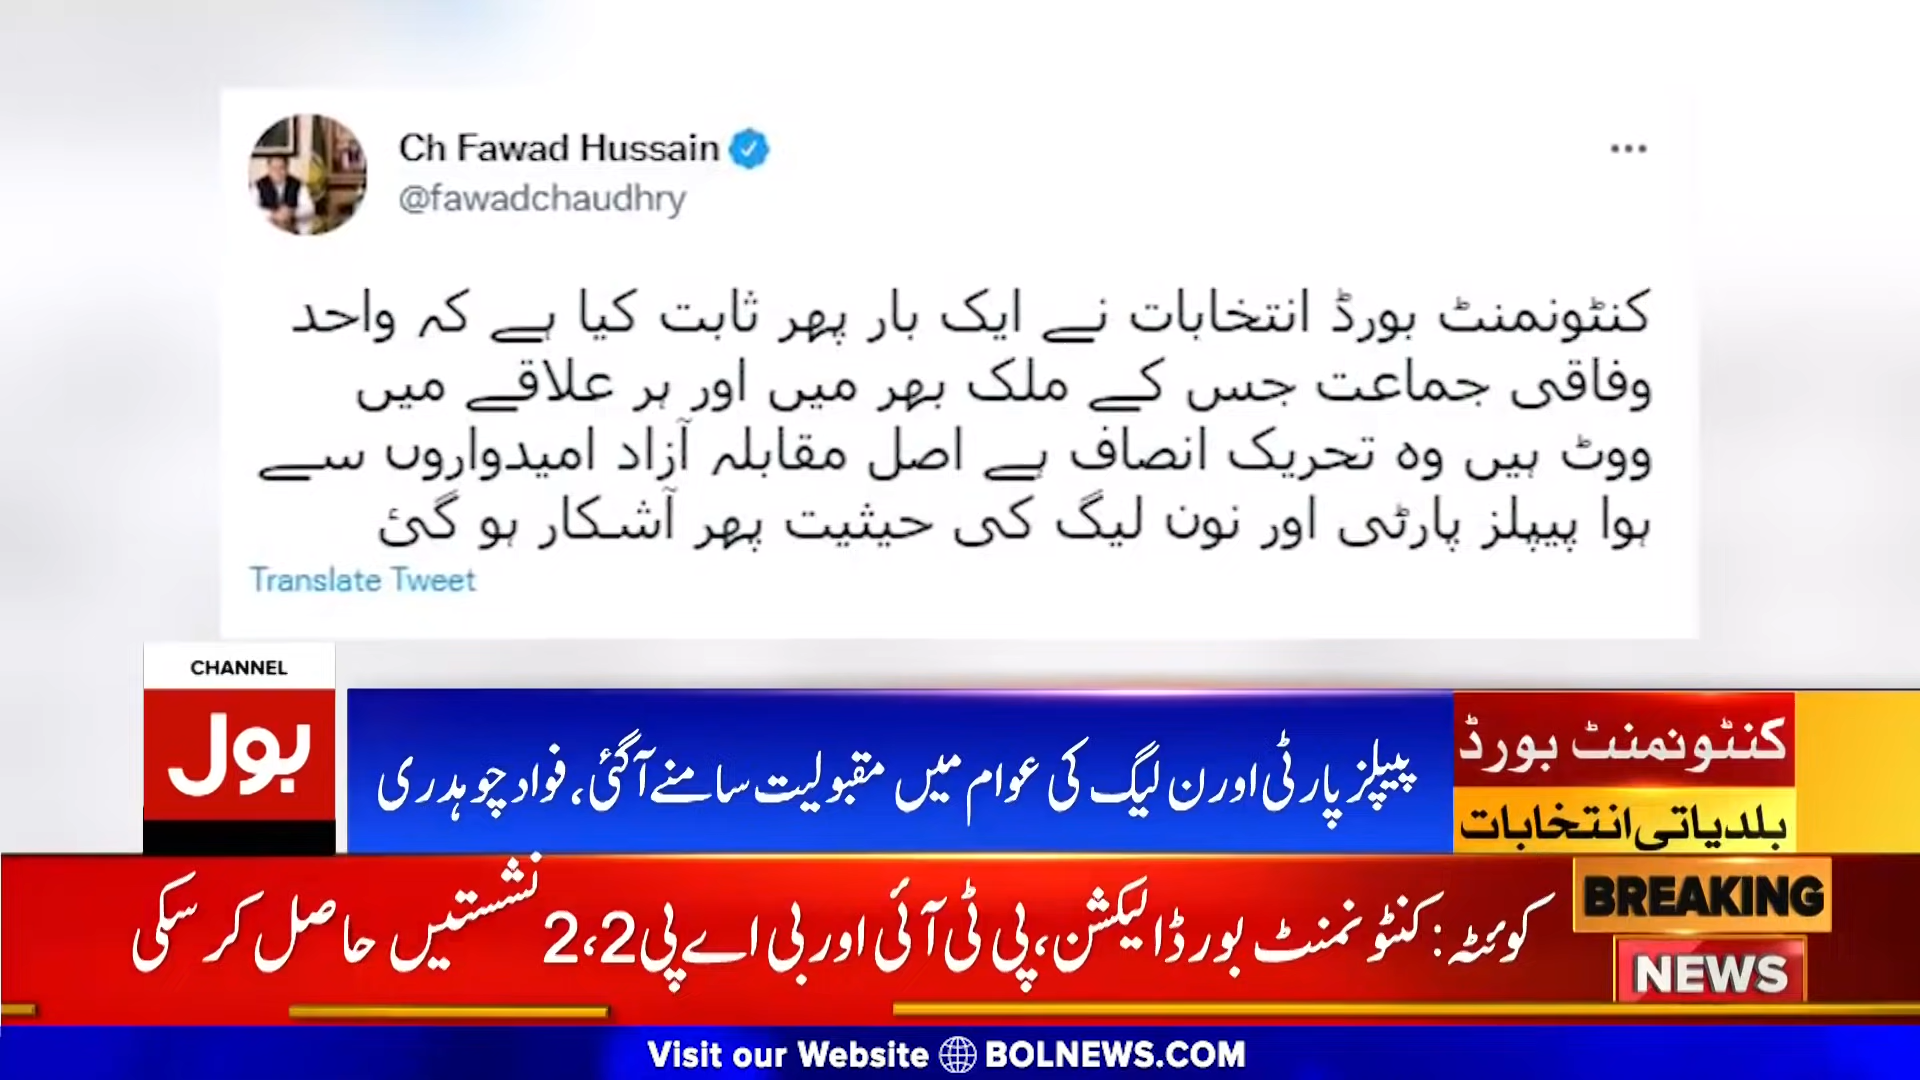 Ch Fawad Hussain
@fawadchaudhry
کنٹونمنٹ بورڈ انتخابات نے ایک بار پھر ثابت کیا ہے کہ واحد
وفاقی جماعت جس کے ملک بھر میں اور ہر علاقے میں
ووٹ ہیں وہ تحریک انصاف ہے اصل مقابلہ آزاد امیدواروں سے
ہوا پیپلز پارٹی اور نون لیگ کی حیثیت پھر آشکار ہو گئ
Translate Tweet
CHANNEL
بول
پیپلز پارٹی اور ن لیگ کی عوام میں مقبولیت سامنے آگئی، فواد چوہدری
کنٹونمنٹ بورڈ
بلدیاتی انتخابات
کوئٹہ: کنٹونمنٹ بورڈ الیکشن، پی ٹی آئی اور بی اے پی 2،2 نشستیں حاصل کر سکی
BREAKING
NEWS
Visit our Website BOLNEWS.COM